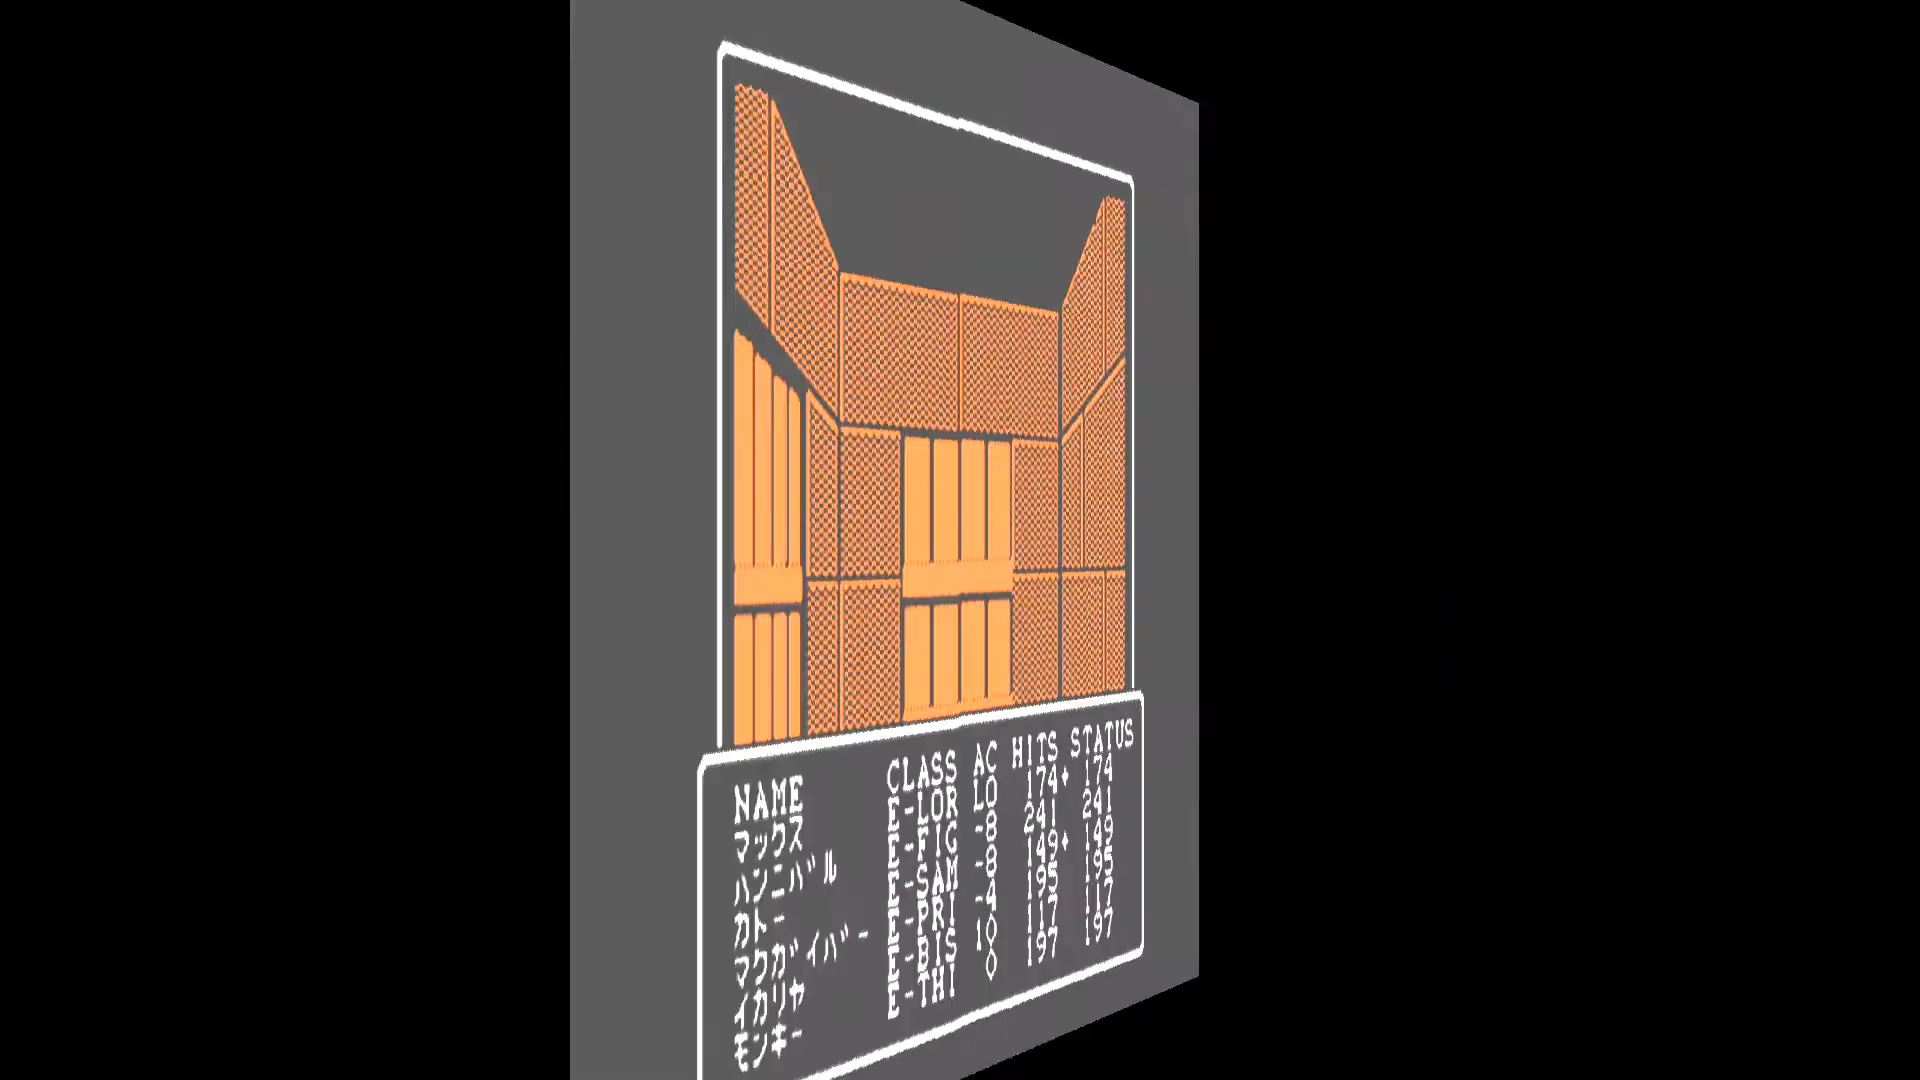 NAME CLASS AC HITS STATUS
マックス E-LOR LO 174+ 174
ハンニバル E-FIG -8 241 241
カトー E-SAM -8 149+ 149
マクガイバー E-PRI -4 195 195
イカリヤ E-BIS 10 117 117
モンキー E-THI 0 197 197